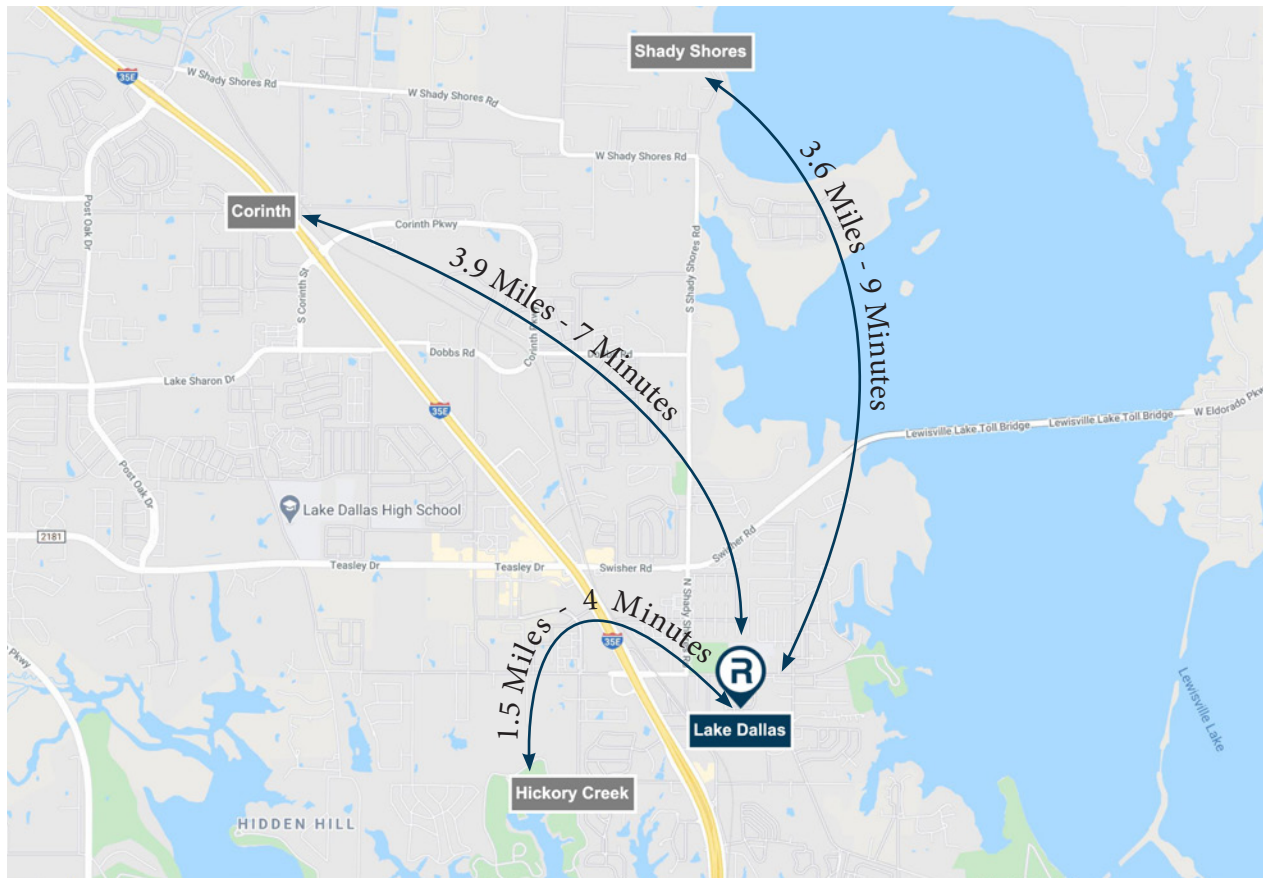 Shady Shores
35E
W Shady Shores Rd
W Shady Shores Rd
W Shady Shores Rd
3.6 Miles - 9 Minutes
Post Oak Dr
Corinth
Corinth Pkwy
3.9 Miles - 7 Minutes
S Shady Shores Rd
S Corinth St
Corinth Pkwy
Dobbs Rd
Dobbs Rd
Lake Sharon Dr
35E
Lewisville Lake Toll Bridge
Lewisville Lake Toll Bridge
W Eldorado Pkwy
Post Oak Dr
Lake Dallas High School
2181
Teasley Dr
Teasley Dr
Swisher Rd
Swisher Rd
N Shady Shores Rd
1.5 Miles - 4 Minutes
35E
R
Lake Dallas
Pkwy
Lewisville Lake
Hickory Creek
HIDDEN HILL